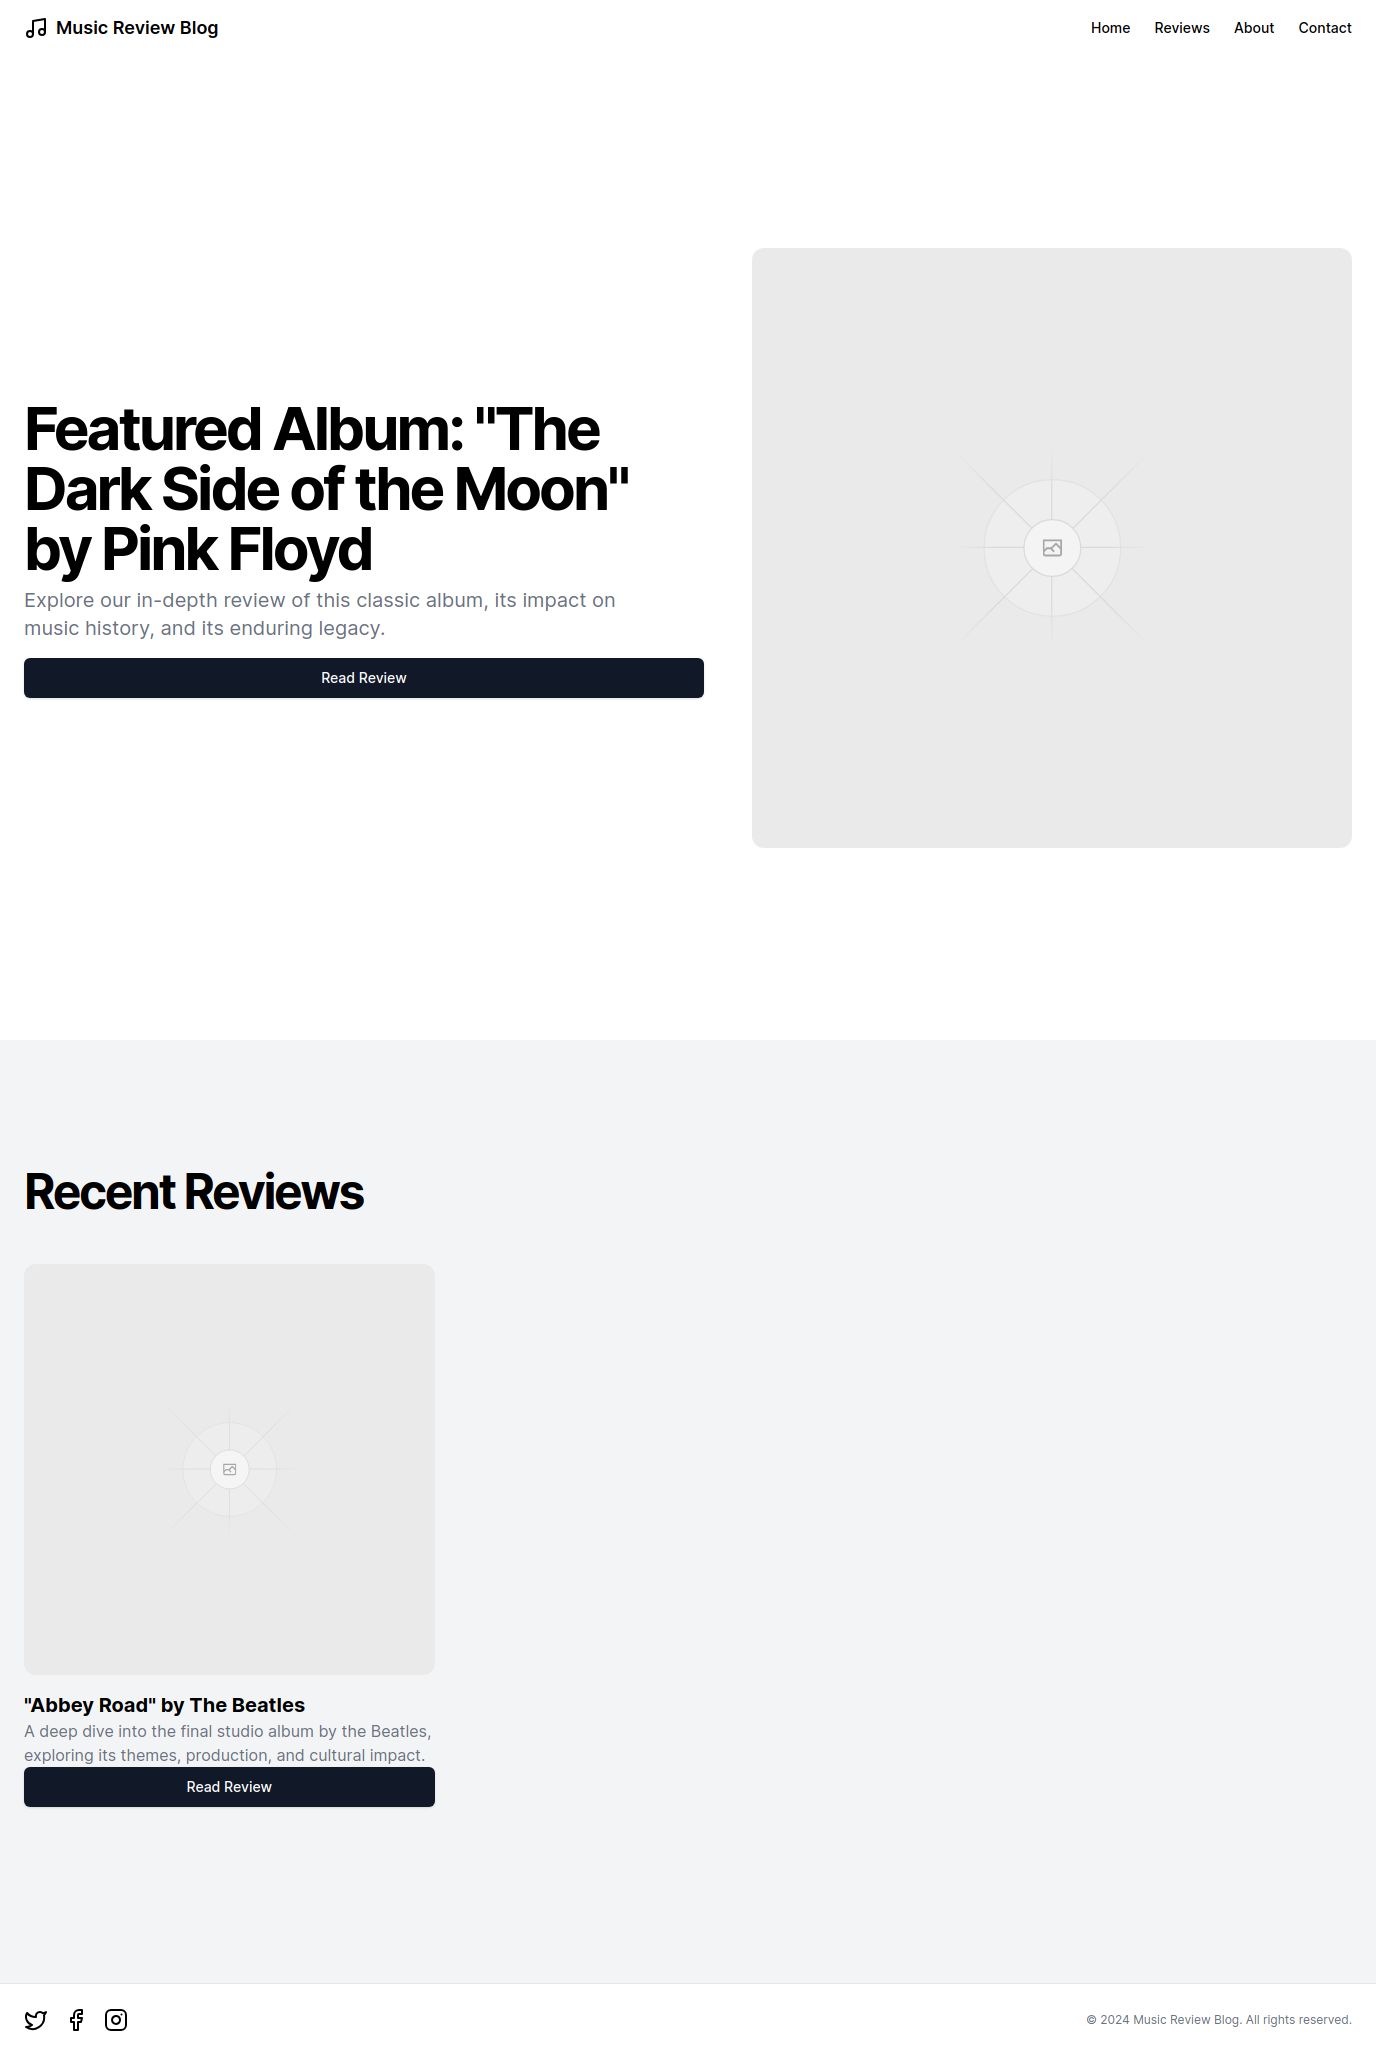 Music Review Blog
Home Reviews About Contact
Featured Album: "The
Dark Side of the Moon"
by Pink Floyd
Explore our in-depth review of this classic album, its impact on
music history, and its enduring legacy.
Read Review
Recent Reviews
"Abbey Road" by The Beatles
A deep dive into the final studio album by the Beatles,
exploring its themes, production, and cultural impact.
Read Review
© 2024 Music Review Blog. All rights reserved.